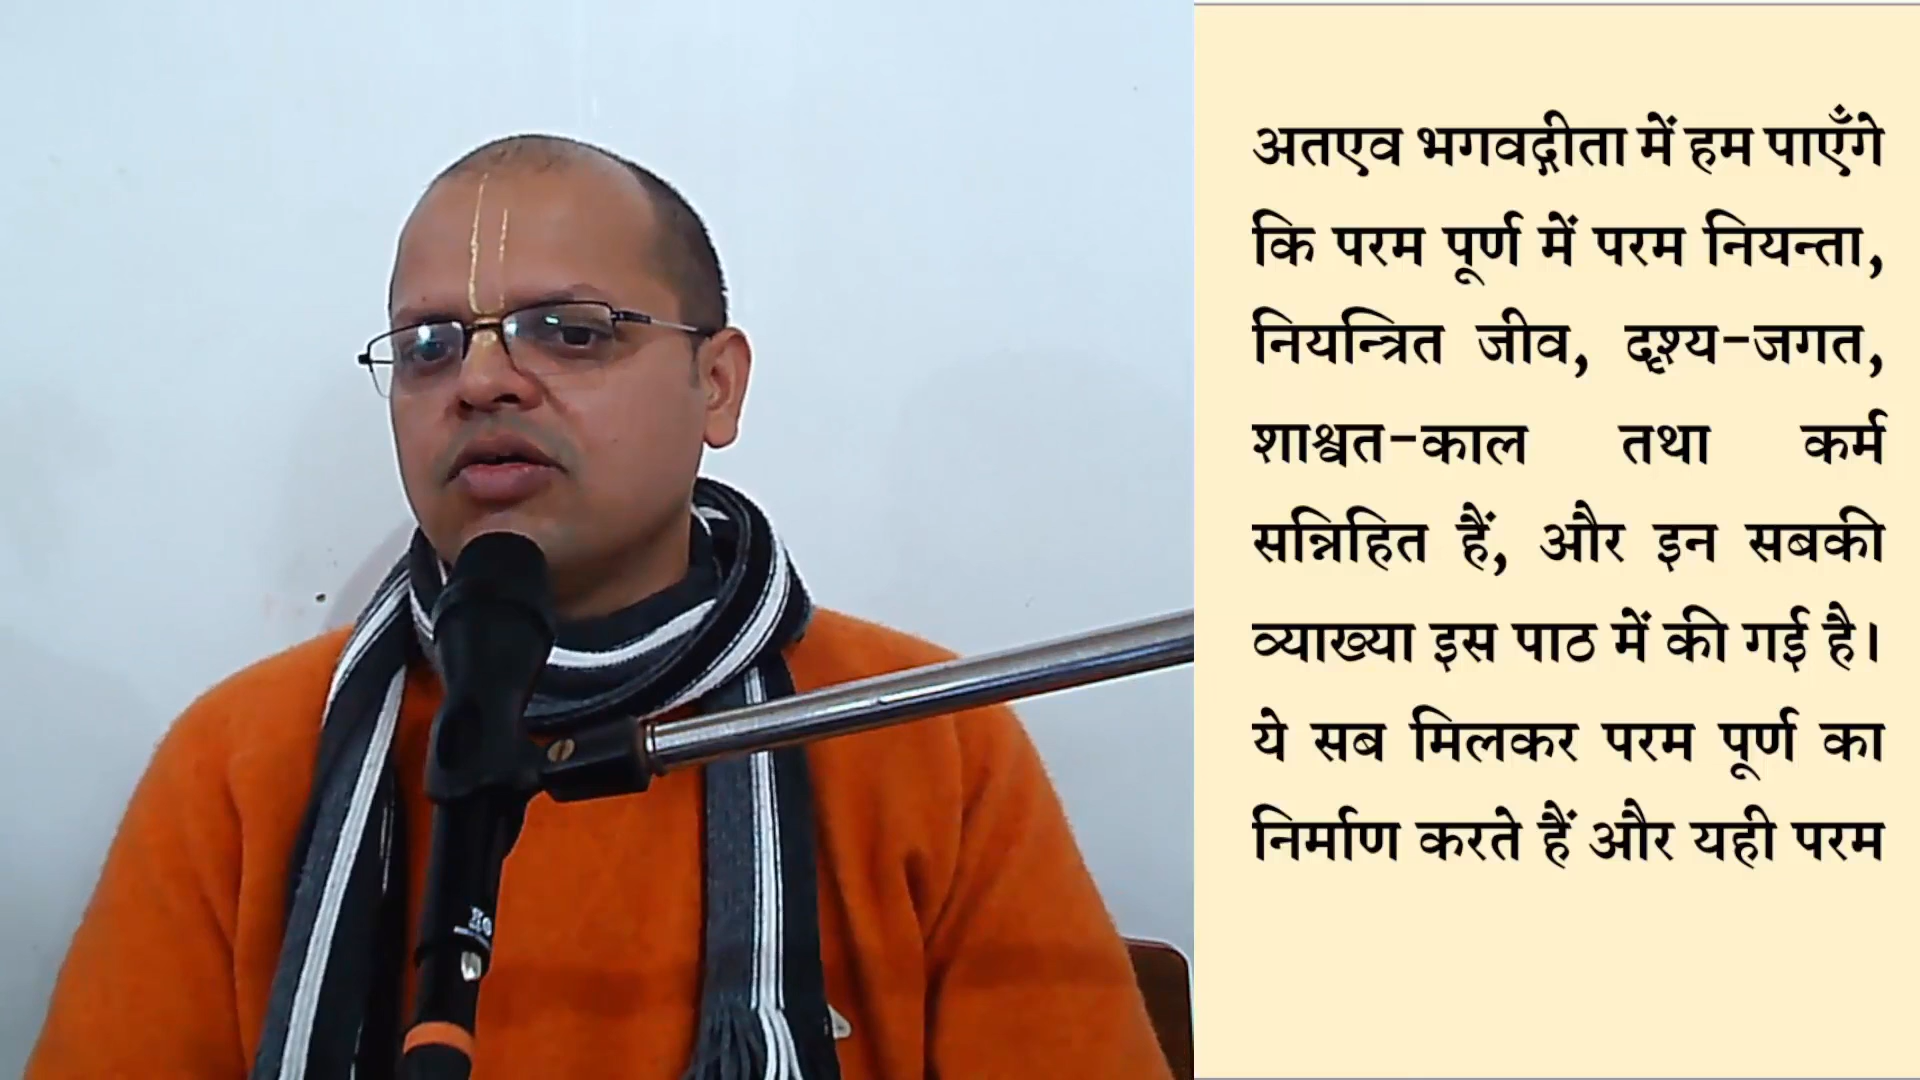 अतएव भगवद्गीता में हम पाएँगे
कि परम पूर्ण में परम नियन्ता,
नियन्त्रित जीव, दृश्य-जगत,
शाश्वत-काल तथा कर्म
सन्निहित हैं, और इन सबकी
व्याख्या इस पाठ में की गई है।
ये सब मिलकर परम पूर्ण का
निर्माण करते हैं और यही परम